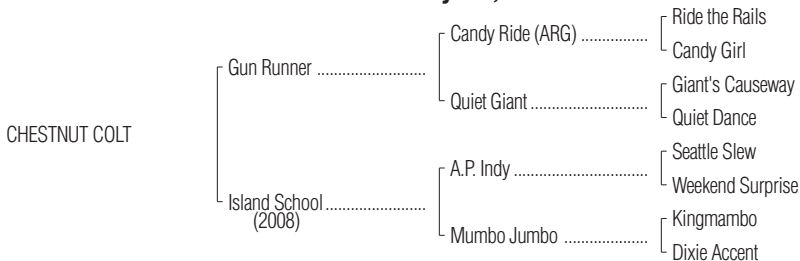 Ride the Rails
Candy Ride (ARG) ................
Candy Girl
Gun Runner ..........................
Giant's Causeway
Quiet Giant ............................
Quiet Dance
CHESTNUT COLT
Seattle Slew
A.P. Indy ................................
Weekend Surprise
Island School ........................
(2008)
Kingmambo
Mumbo Jumbo ....................
Dixie Accent